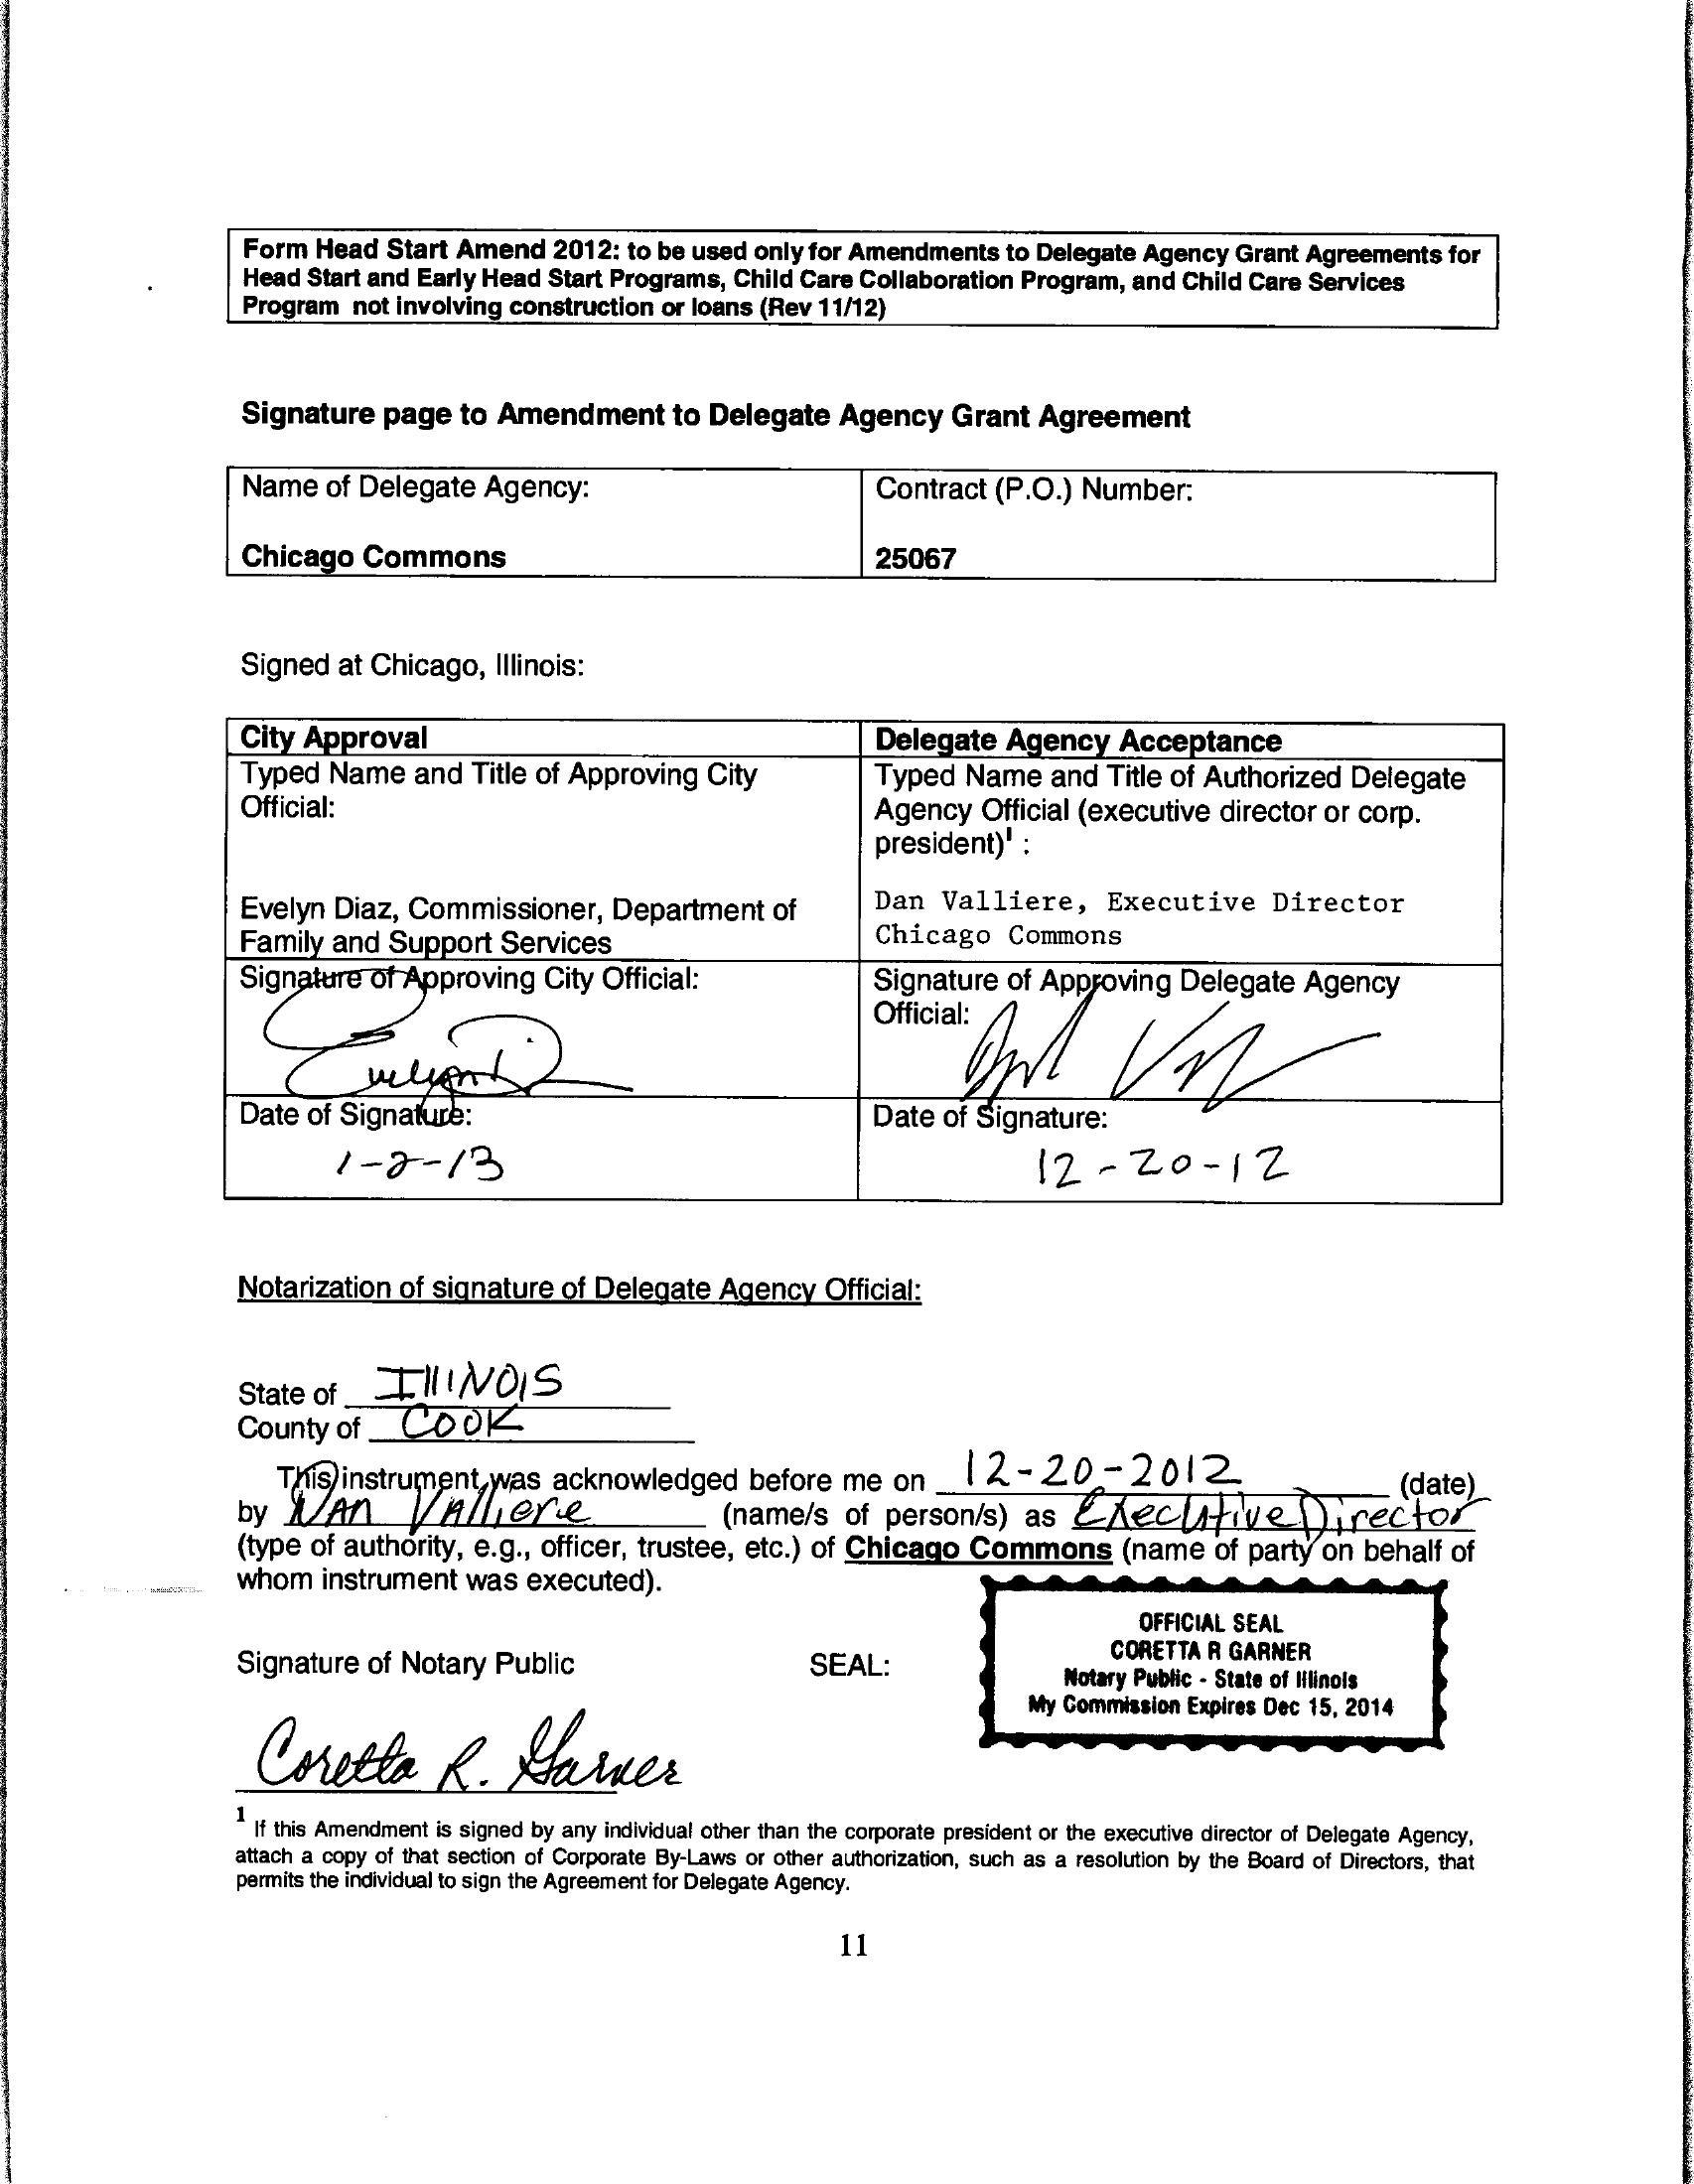 Form Head Start Amend 2012: to be used only for Amendments to Delegate Agency Grant Agreements for
Head Start and Early Head Start Programs, Child Care Collaboration Program, and Child Care Services
Program not involving construction or loans (Rev 11/12)
Signature page to Amendment to Delegate Agency Grant Agreement
Name of Delegate Agency:
Chicago Commons
Contract (P.O.) Number:
25067
Signed at Chicago, Illinois:
City Approval
Typed Name and Title of Approving City
Official:
Evelyn Diaz, Commissioner, Department of
Family and Support Services
Signature of Approving City Official:
Evelyn D
Date of Signature:
1-2-13
Delegate Agency Acceptance
Typed Name and Title of Authorized Delegate
Agency Official (executive director or corp.
president)1 :
Dan Valliere, Executive Director
Chicago Commons
Signature of Approving Delegate Agency
Official:
Date of Signature:
12-20-12
Notarization of signature of Delegate Agency Official:
State of IllINOIS
County of COOK
This instrument was acknowledged before me on 12-20-2012 (date)
by DAN VAlliere (name/s of person/s) as Executive Director
(type of authority, e.g., officer, trustee, etc.) of Chicago Commons (name of party on behalf of
whom instrument was executed).
OFFICIAL SEAL
CORETTA R GARNER
Notary Public - State of Illinois
My Commission Expires Dec 15, 2014
Signature of Notary Public SEAL:
Coretta R. Garner
1 If this Amendment is signed by any individual other than the corporate president or the executive director of Delegate Agency,
attach a copy of that section of Corporate By-Laws or other authorization, such as a resolution by the Board of Directors, that
permits the individual to sign the Agreement for Delegate Agency.
11